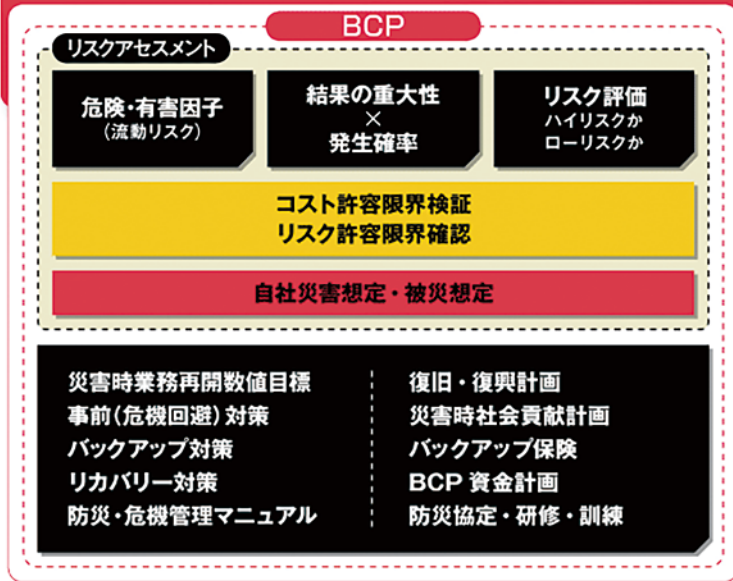 BCP
リスクアセスメント
危険・有害因子
(流動リスク)
結果の重大性
×
発生確率
リスク評価
ハイリスクか
ローリスクか
コスト許容限界検証
リスク許容限界確認
自社災害想定・被災想定
災害時業務再開数値目標
事前(危機回避)対策
バックアップ対策
リカバリー対策
防災・危機管理マニュアル
復旧・復興計画
災害時社会貢献計画
バックアップ保険
BCP 資金計画
防災協定・研修・訓練